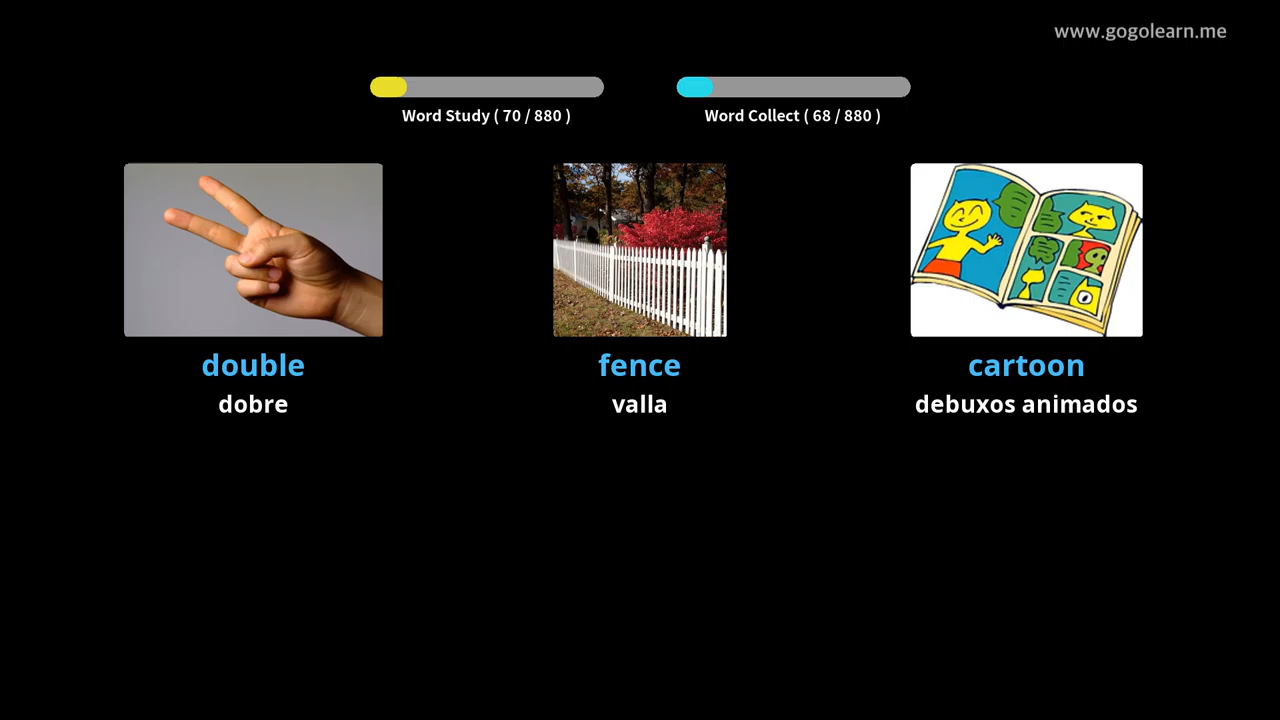 www.gogolearn.me
Word Study ( 70 / 880 )
Word Collect ( 68 / 880 )
double
fence
cartoon
dobre
valla
debuxos animados